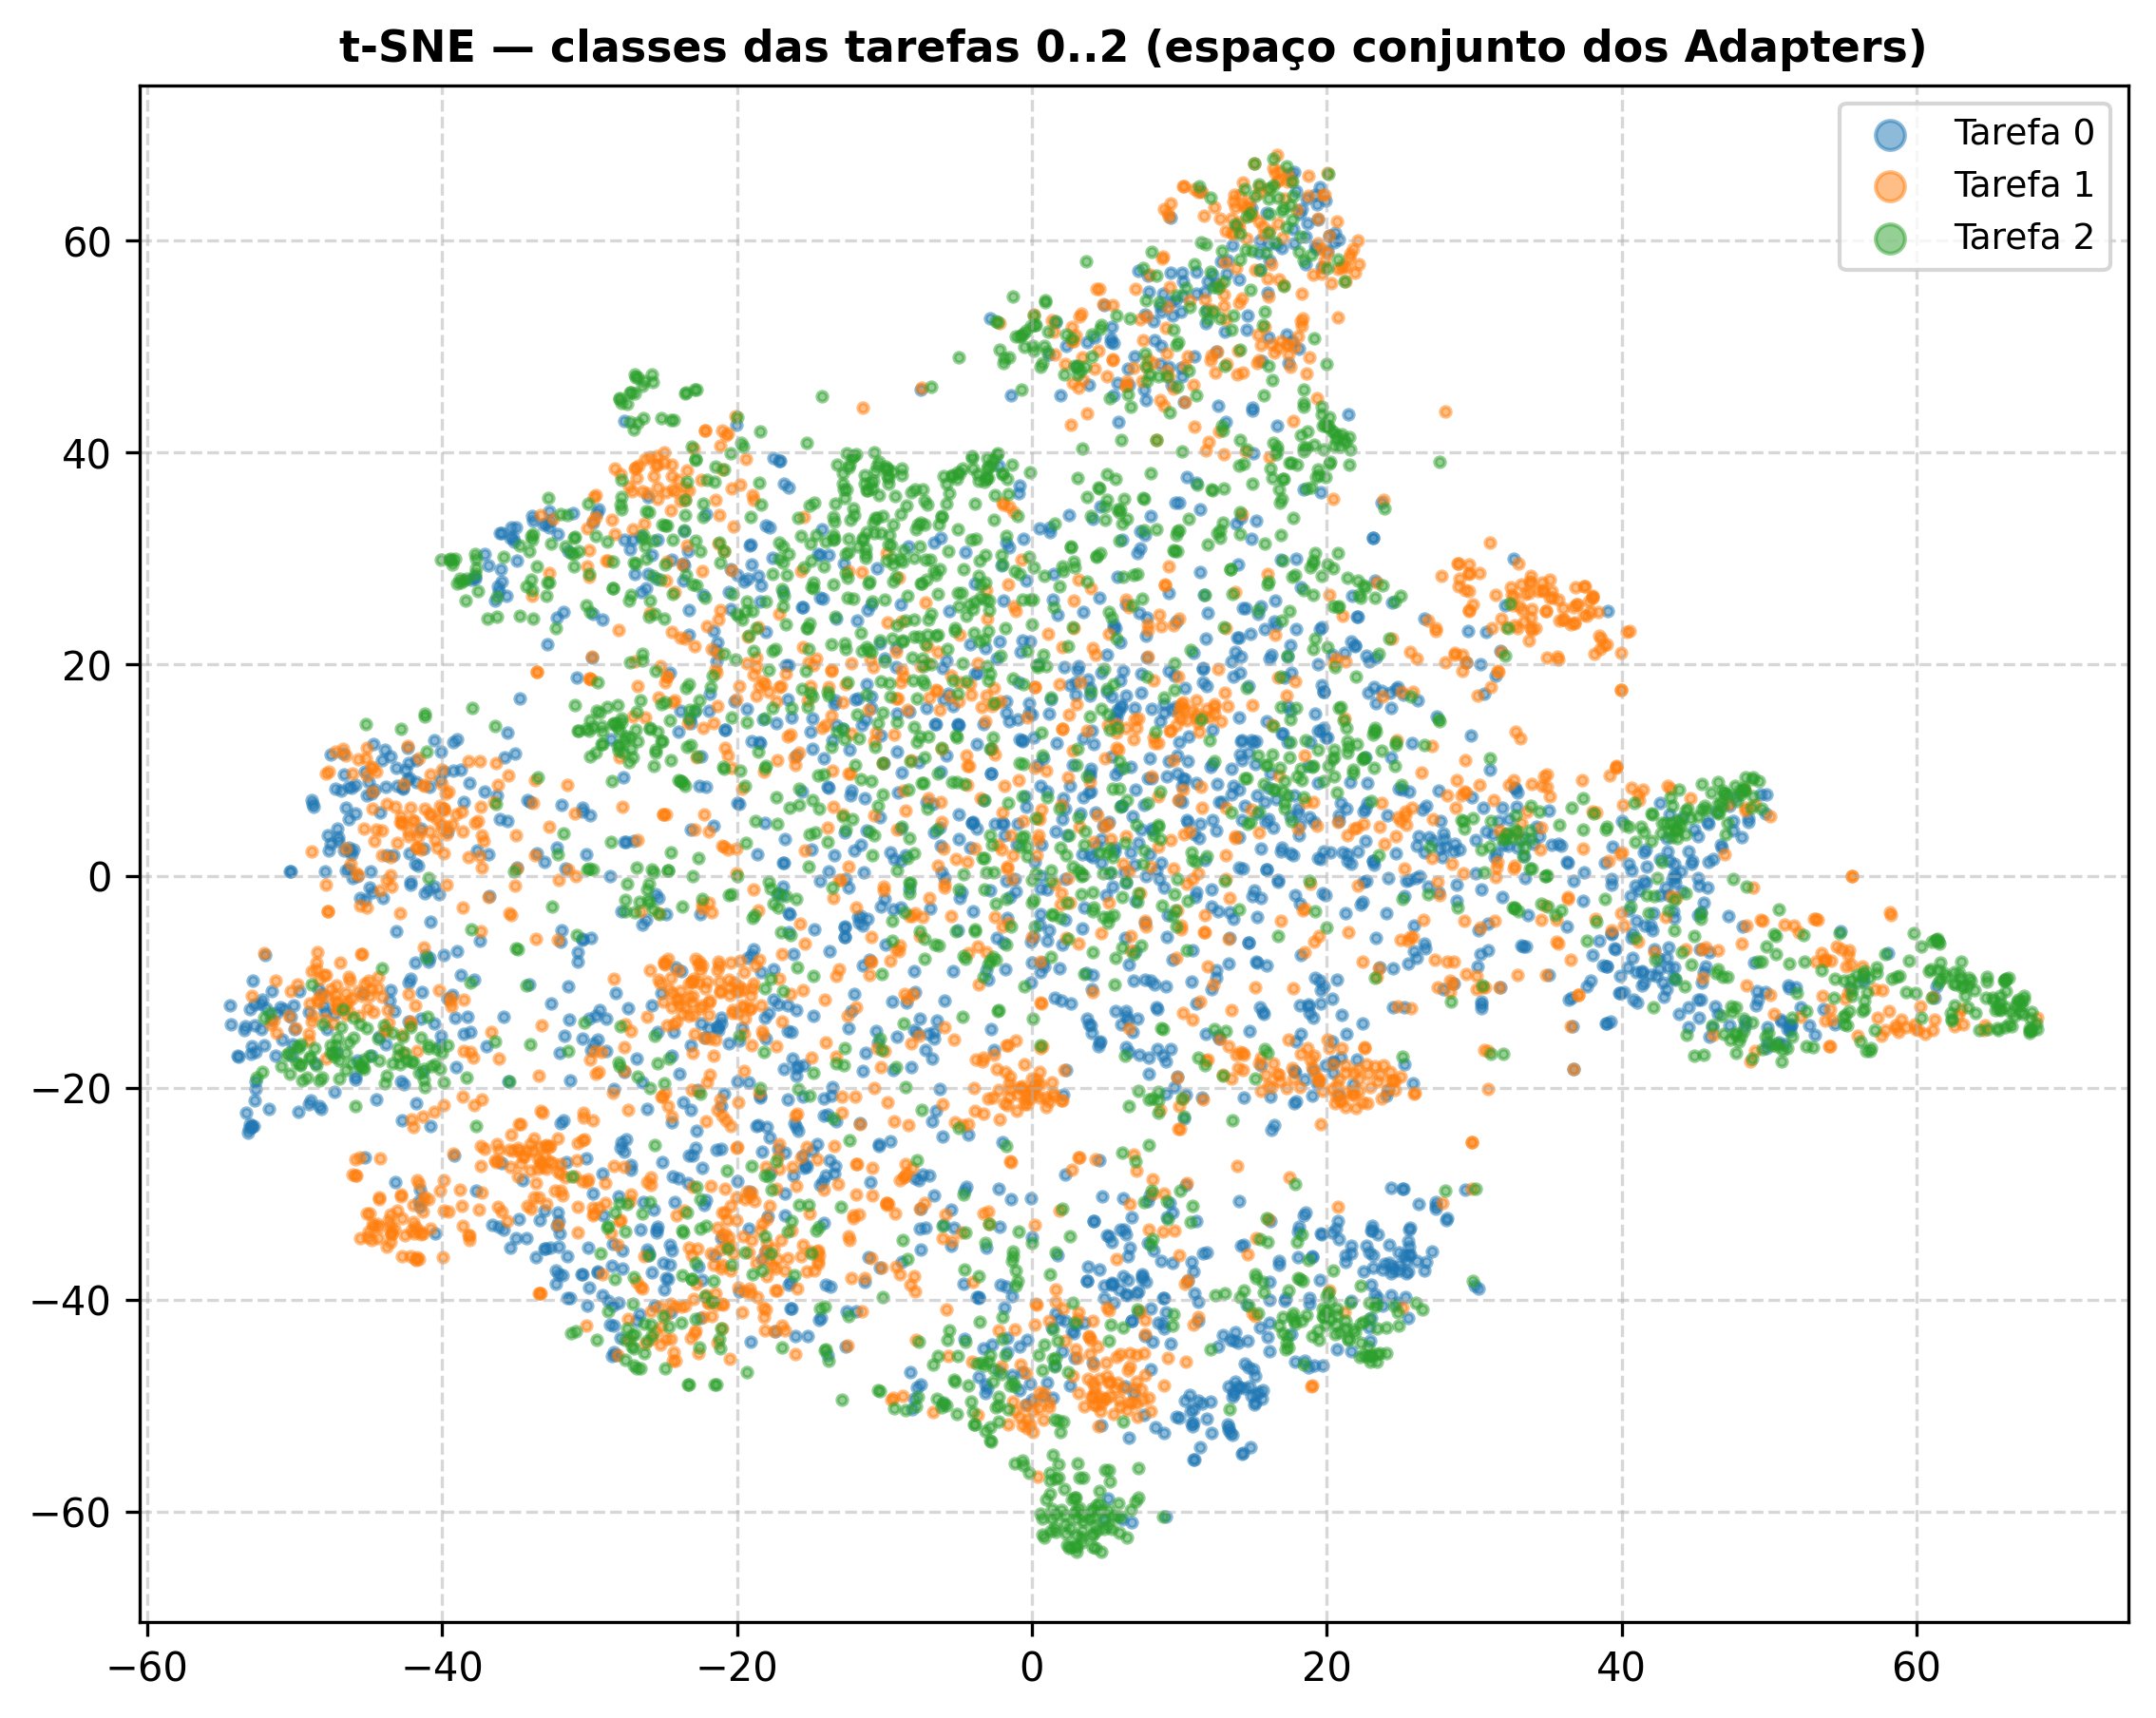 t-SNE — classes das tarefas 0..2 (espaço conjunto dos Adapters)
Tarefa 0
Tarefa 1
Tarefa 2
60
40
20
0
−20
−40
−60
−60 −40 −20 0 20 40 60